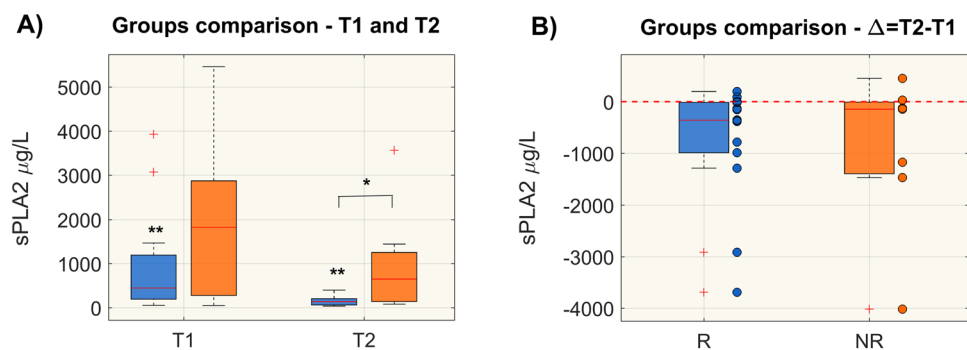 A) Groups comparison - T1 and T2
sPLA2 μg/L
5000
4000
3000
2000
1000
0
**
**
*
T1 T2
B) Groups comparison - Δ=T2-T1
sPLA2 μg/L
0
-1000
-2000
-3000
-4000
R NR